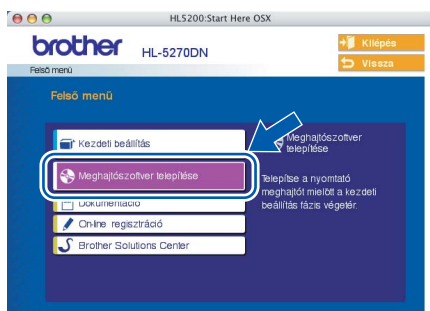 HL5200:Start Here OSX
brother HL-5270DN
Kilépés
Vissza
Felső menü
Felső menü
Kezdeti beállítás
Meghajtószoftver telepítése
Dokumentáció
On-line regisztráció
Brother Solutions Center
Meghajtószoftver
telepítése
Telepítse a nyomtató
meghajtót mielőtt a kezdeti
beállítás fázis végetér.